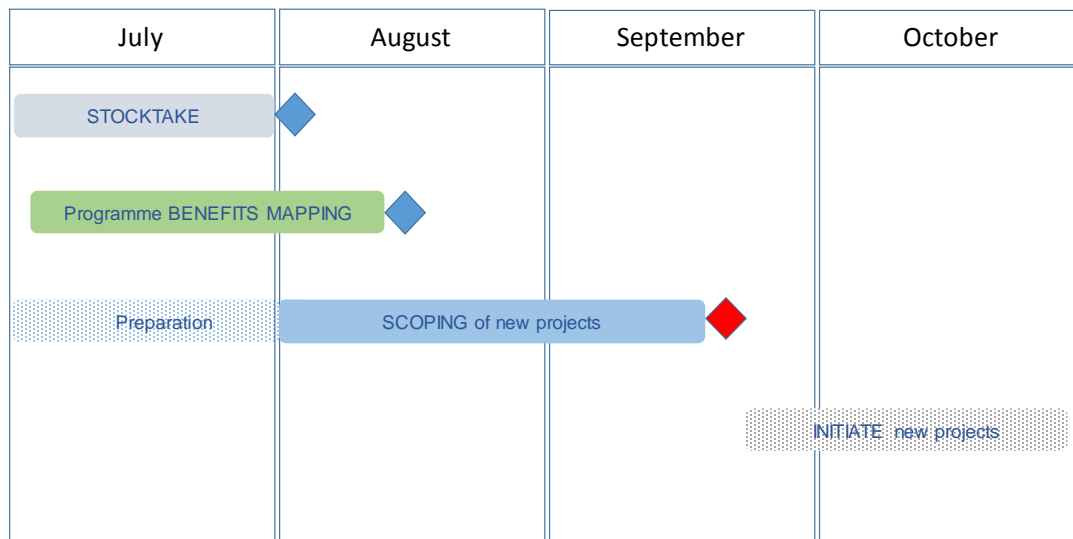 July August September October
STOCKTAKE
Programme BENEFITS MAPPING
Preparation SCOPING of new projects
INITIATE new projects